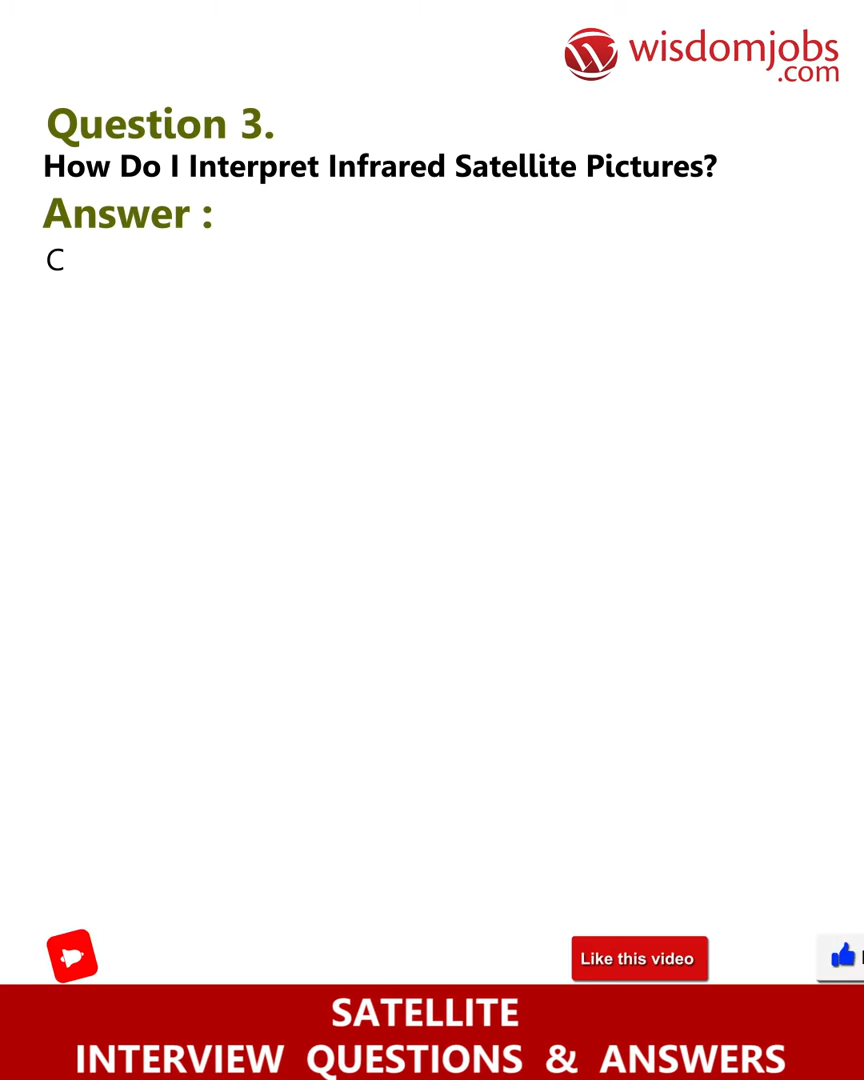 wisdomjobs
.com
Question 3.
How Do I Interpret Infrared Satellite Pictures?
Answer :
C
Like this video
SATELLITE
INTERVIEW QUESTIONS & ANSWERS